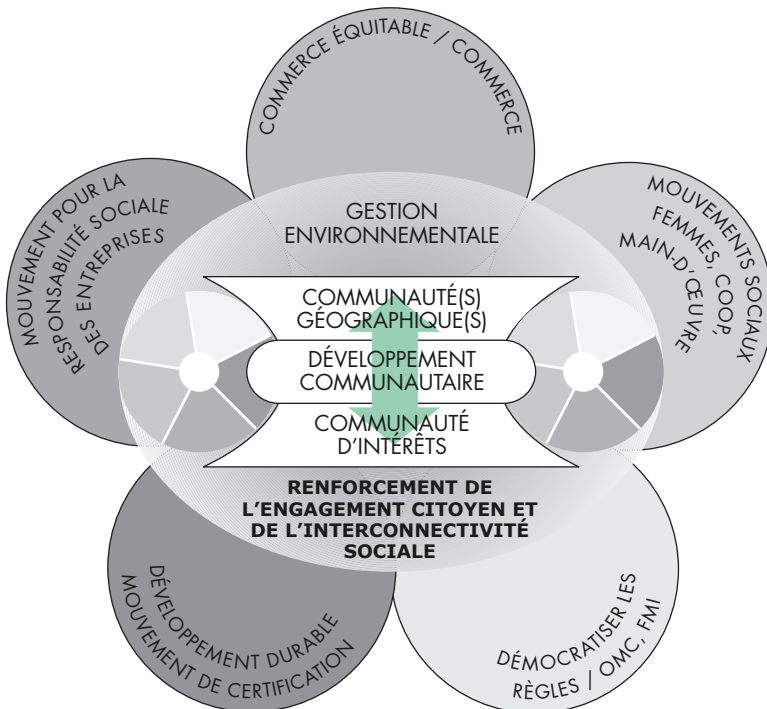 COMMERCE ÉQUITABLE / COMMERCE
MOUVEMENT POUR LA
RESPONSABILITÉ SOCIALE
DES ENTREPRISES
MOUVEMENTS SOCIAUX
FEMMES, COOP,
MAIN-D'ŒUVRE
GESTION
ENVIRONNEMENTALE
COMMUNAUTÉ(S)
GÉOGRAPHIQUE(S)
DÉVELOPPEMENT
COMMUNAUTAIRE
COMMUNAUTÉ
D'INTÉRÊTS
RENFORCEMENT DE
L'ENGAGEMENT CITOYEN ET
DE L'INTERCONNECTIVITÉ
SOCIALE
DÉVELOPPEMENT DURABLE
MOUVEMENT DE CERTIFICATION
DÉMOCRATISER LES
RÈGLES / OMC, FMI